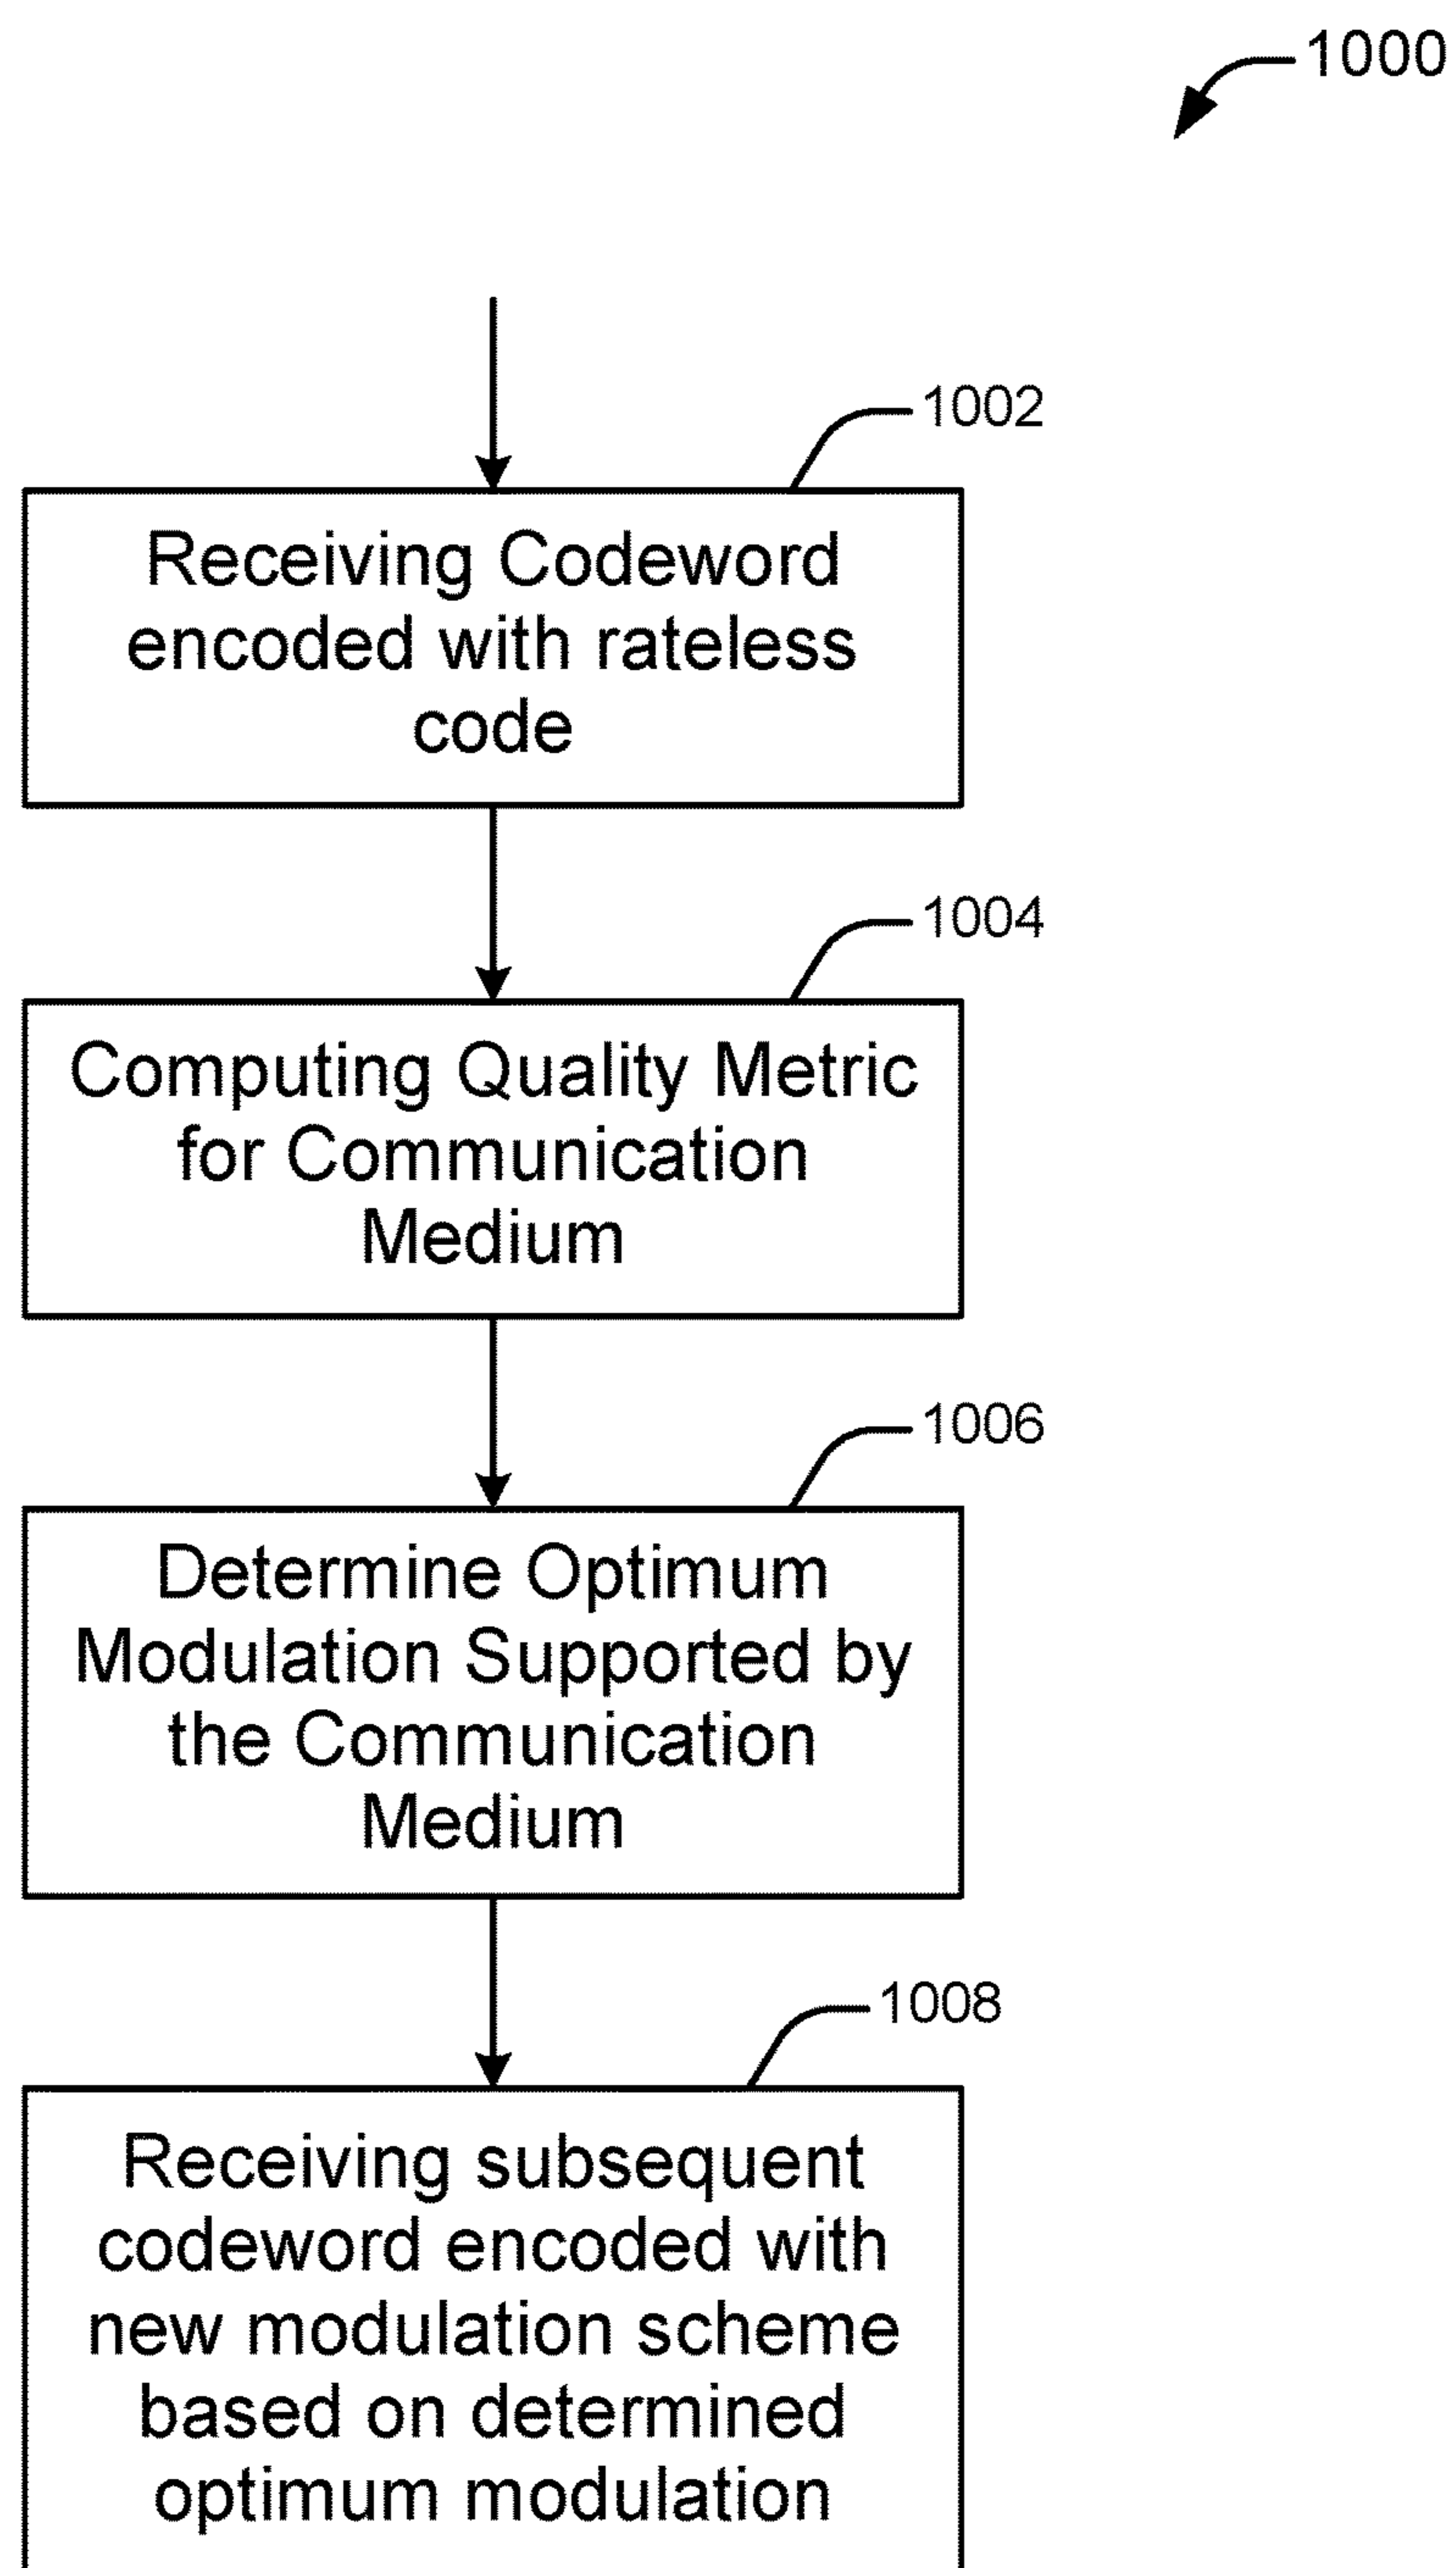 1000
1002
Receiving Codeword
encoded with rateless
code
1004
Computing Quality Metric
for Communication
Medium
1006
Determine Optimum
Modulation Supported by
the Communication
Medium
1008
Receiving subsequent
codeword encoded with
new modulation scheme
based on determined
optimum modulation